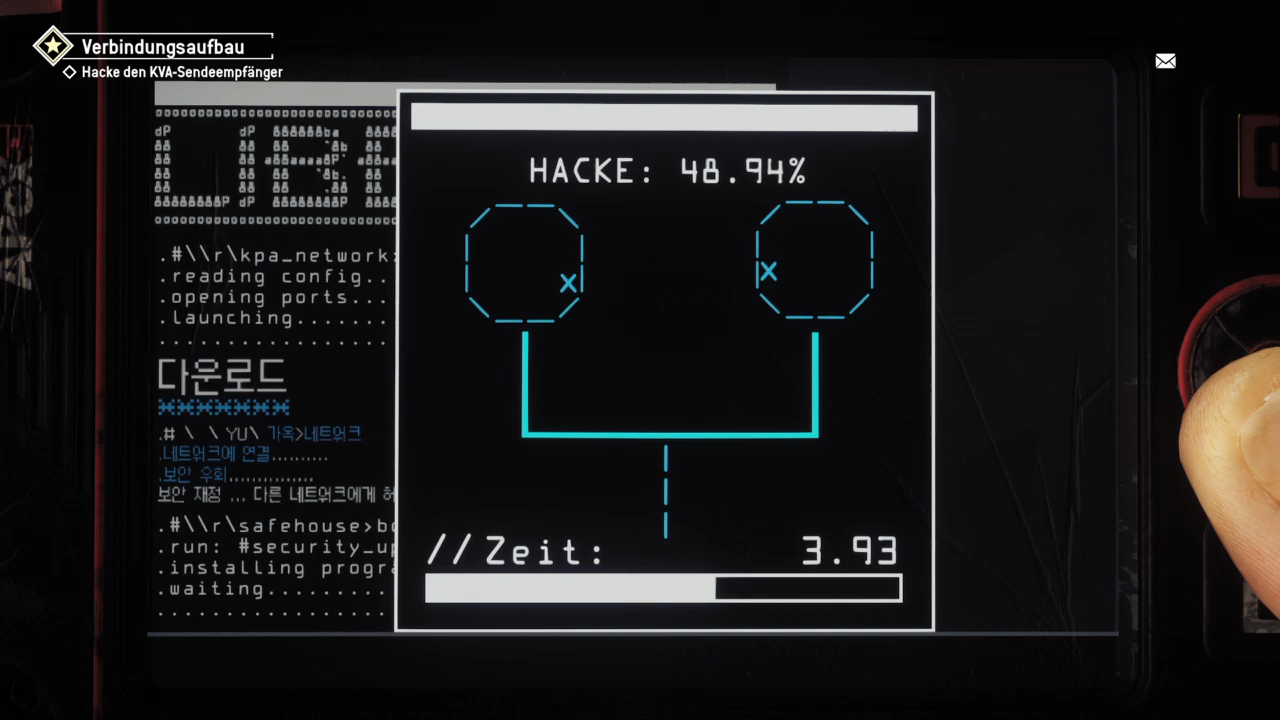 Verbindungsaufbau
Hacke den KVA-Sendeempfänger
HACKE: 48.94%
.#\\r\kpa_network:
.reading config..
.opening ports...
.launching.......
.................
다운로드
.# \ \ YU\ 가옥>네트워크
.네트워크에 연결..........
.보안 우회...............
보안 재정 ... 다른 네트워크에게 허
.#\\r\safehouse>bo
.run: #security_up
.installing progra
.waiting..........
..................
//Zeit: 3.93